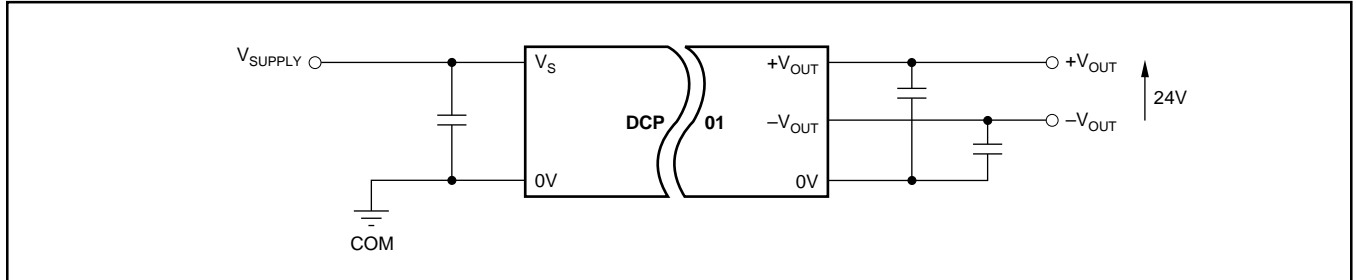 V_SUPPLY
V_S
+V_OUT
+V_OUT
24V
DCP 01
–V_OUT
–V_OUT
0V
0V
COM